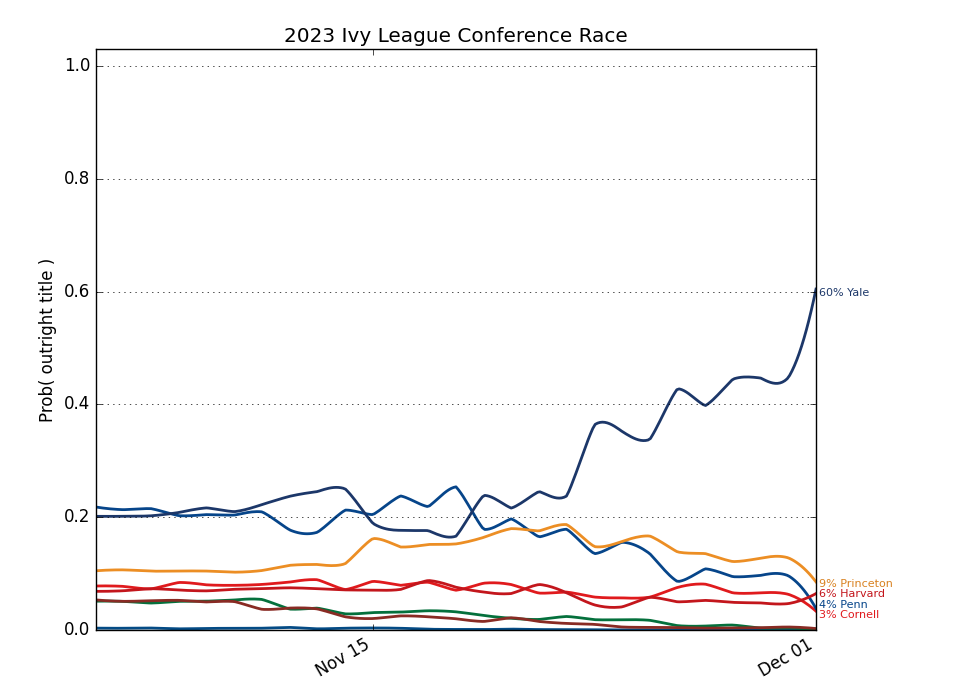 2023 Ivy League Conference Race
1.0
0.8
0.6
0.4
0.2
0.0
Prob( outright title )
60% Yale
9% Princeton
6% Harvard
4% Penn
3% Cornell
Nov 15
Dec 01